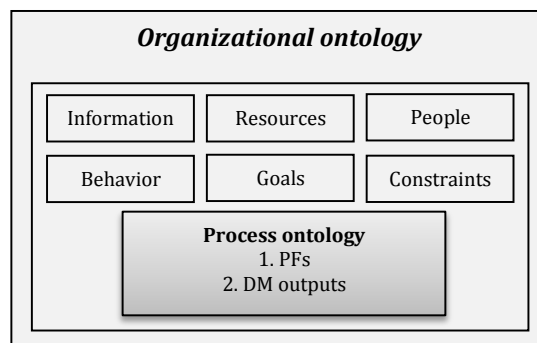 Organizational ontology
Information Resources People
Behavior Goals Constraints
Process ontology
1. PFs
2. DM outputs